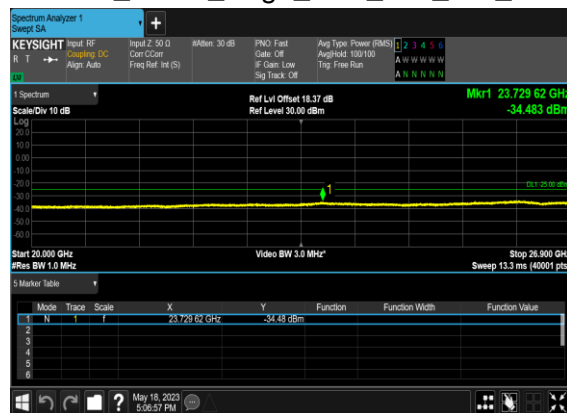 Spectrum Analyzer 1
Swept SA
KEYSIGHT Input: RF Input Z: 50 Ω #Atten: 30 dB PNO: Fast Avg Type: Power (RMS) 1 2 3 4 5 6
R T Coupling: DC Corr CCorr Gate: Off Avg|Hold: 100/100 A W W W W W
Align: Auto Freq Ref: Int (S) IF Gain: Low Trig: Free Run
Sig Track: Off A N N N N N
1 Spectrum Ref Lvl Offset 18.37 dB Mkr1 23.729 62 GHz
Scale/Div 10 dB Ref Level 30.00 dBm -34.483 dBm
Log
20.0
10.0
0.00
-10.0
-20.0
-30.0
-40.0
-50.0
-60.0
1
DL1 -25.00 dBm
Start 20.000 GHz Video BW 3.0 MHz* Stop 26.900 GHz
#Res BW 1.0 MHz Sweep 13.3 ms (40001 pts)
5 Marker Table
Mode Trace Scale X Y Function Function Width Function Value
1 N 1 f 23.729 62 GHz -34.48 dBm
2
3
4
5
6
? May 18, 2023
5:06:57 PM